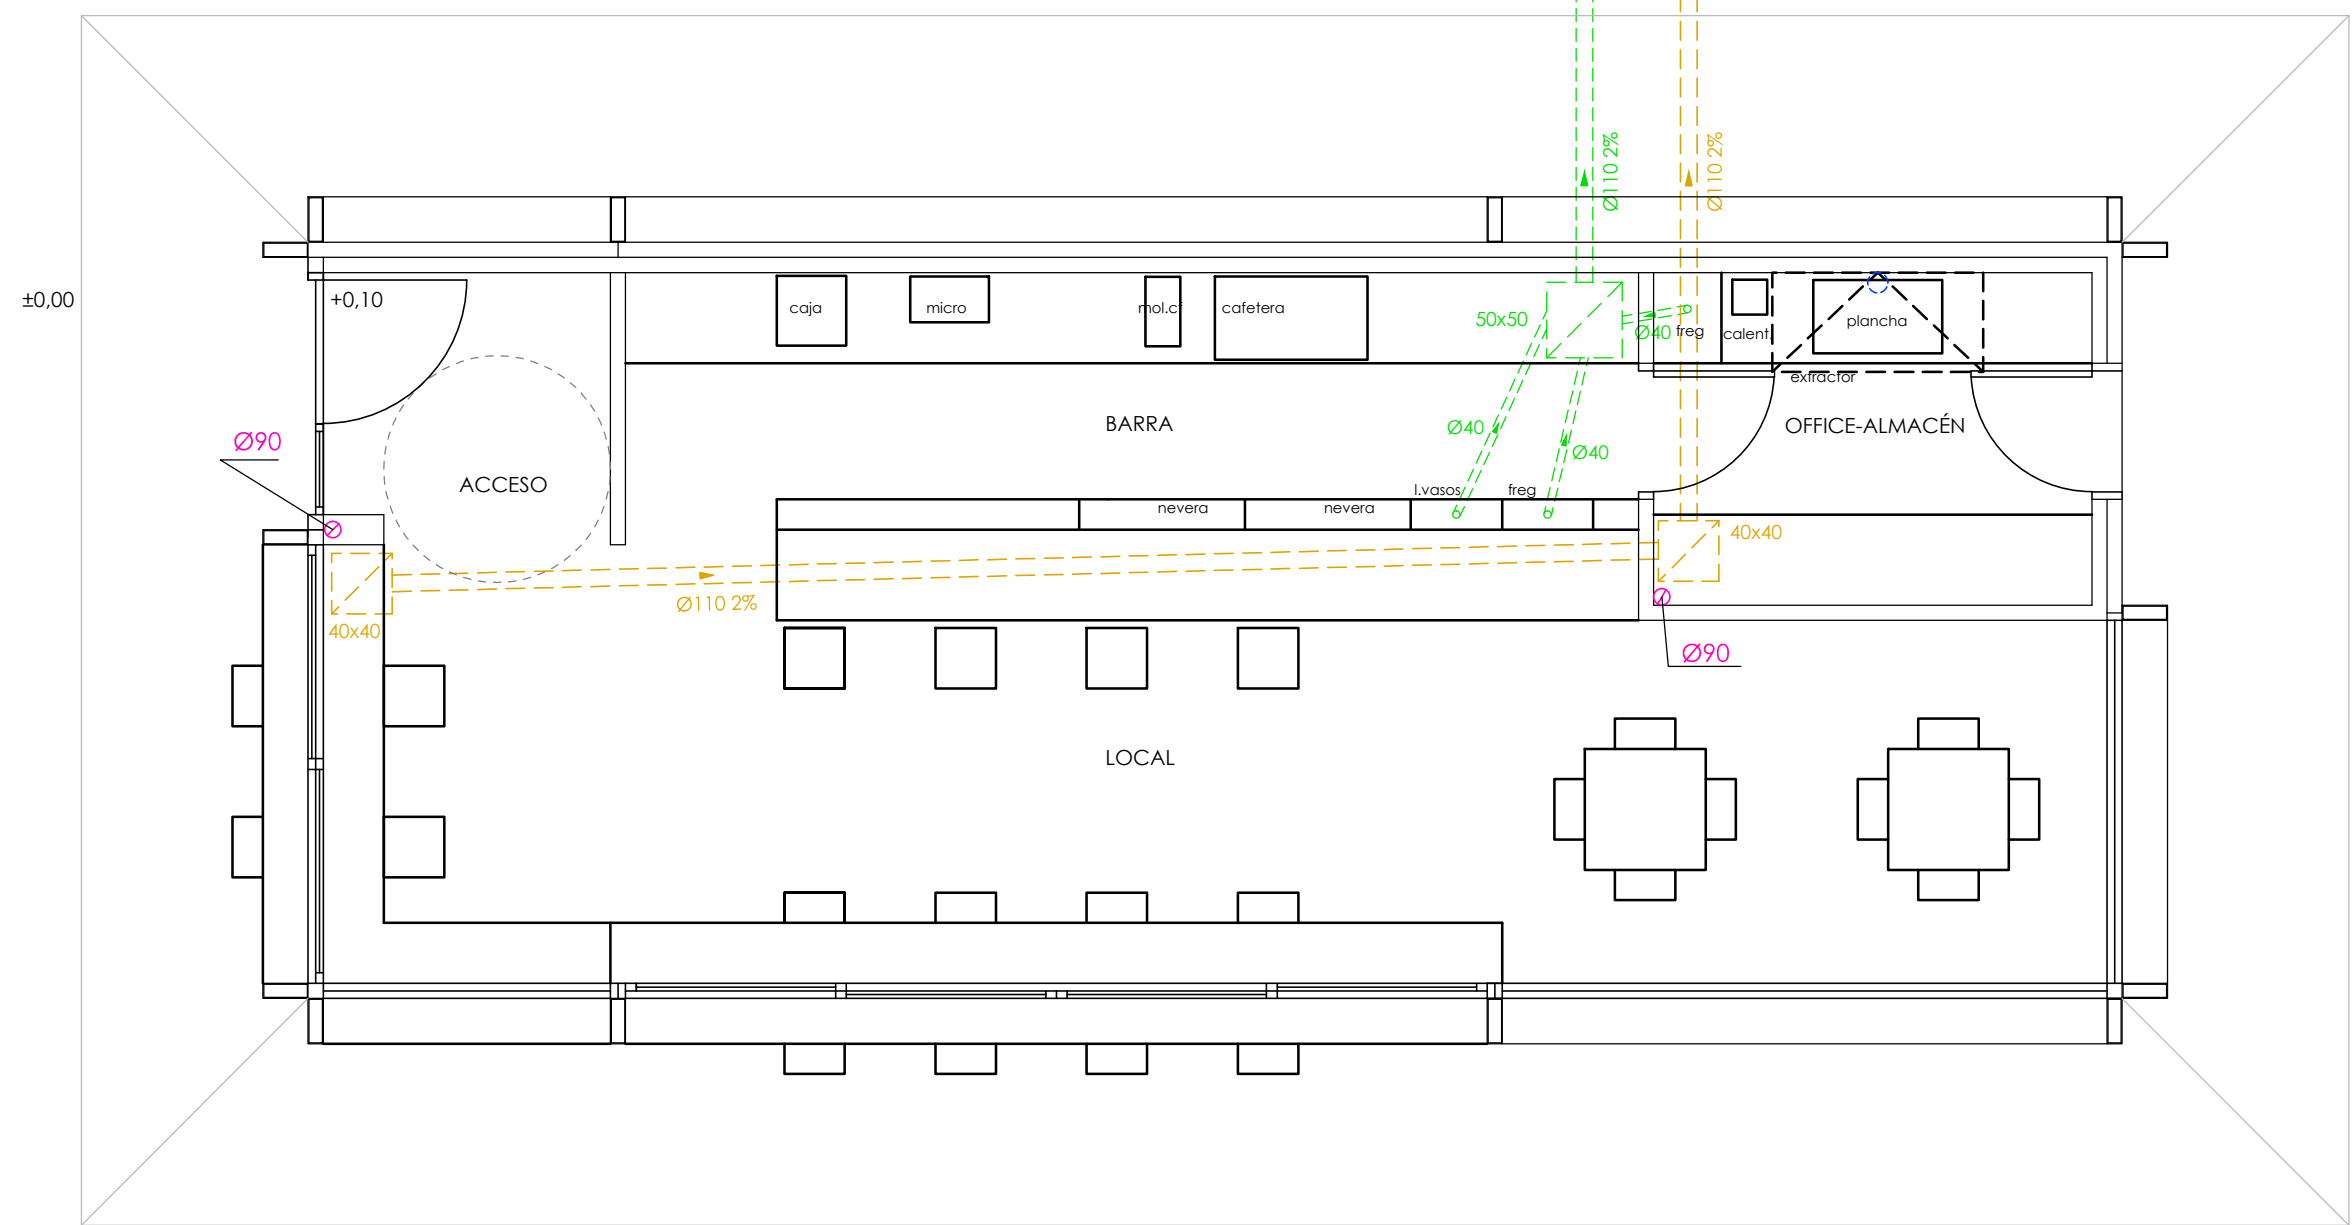 Ø110 2%
Ø110 2%
±0,00
+0,10
caja
micro
mol.cf
cafetera
50x50
Ø40
freg
calent.
plancha
extractor
BARRA
OFFICE-ALMACÉN
Ø90
Ø40
Ø40
ACCESO
l.vasos
freg
nevera
nevera
40x40
Ø110 2%
40x40
Ø90
LOCAL